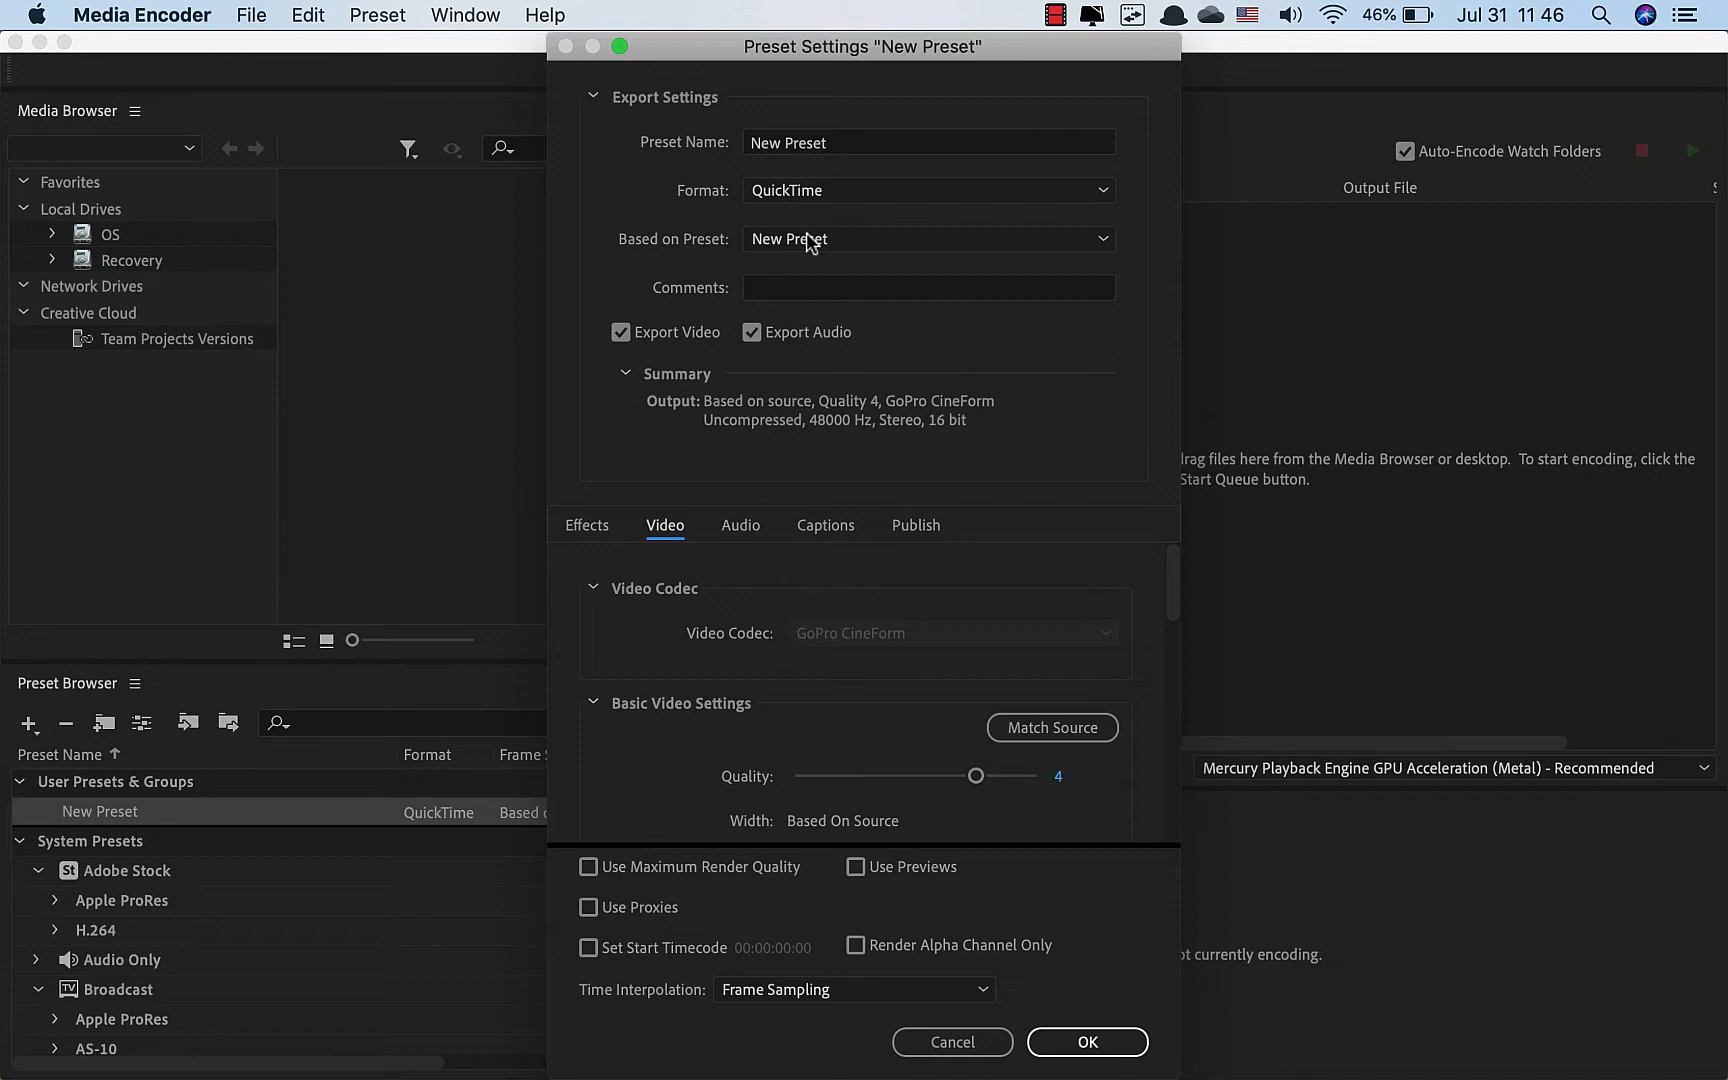 Media Encoder File Edit Preset Window Help 46% Jul 31 11 46
Preset Settings "New Preset"
Media Browser
Favorites
Local Drives
OS
Recovery
Network Drives
Creative Cloud
Team Projects Versions
Export Settings
Preset Name: New Preset
Format: QuickTime
Based on Preset: New Preset
Comments:
Export Video Export Audio
Summary
Output: Based on source, Quality 4, GoPro CineForm
Uncompressed, 48000 Hz, Stereo, 16 bit
Effects Video Audio Captions Publish
Video Codec
Video Codec: GoPro CineForm
Basic Video Settings
Match Source
Quality: 4
Width: Based On Source
Use Maximum Render Quality Use Previews
Use Proxies
Set Start Timecode 00:00:00:00 Render Alpha Channel Only
Time Interpolation: Frame Sampling
Cancel OK
Auto-Encode Watch Folders
Output File
drag files here from the Media Browser or desktop. To start encoding, click the
Start Queue button.
Mercury Playback Engine GPU Acceleration (Metal) - Recommended
ot currently encoding.
Preset Browser
Preset Name Format Frame
User Presets & Groups
New Preset QuickTime Based
System Presets
St Adobe Stock
Apple ProRes
H.264
Audio Only
TV Broadcast
Apple ProRes
AS-10